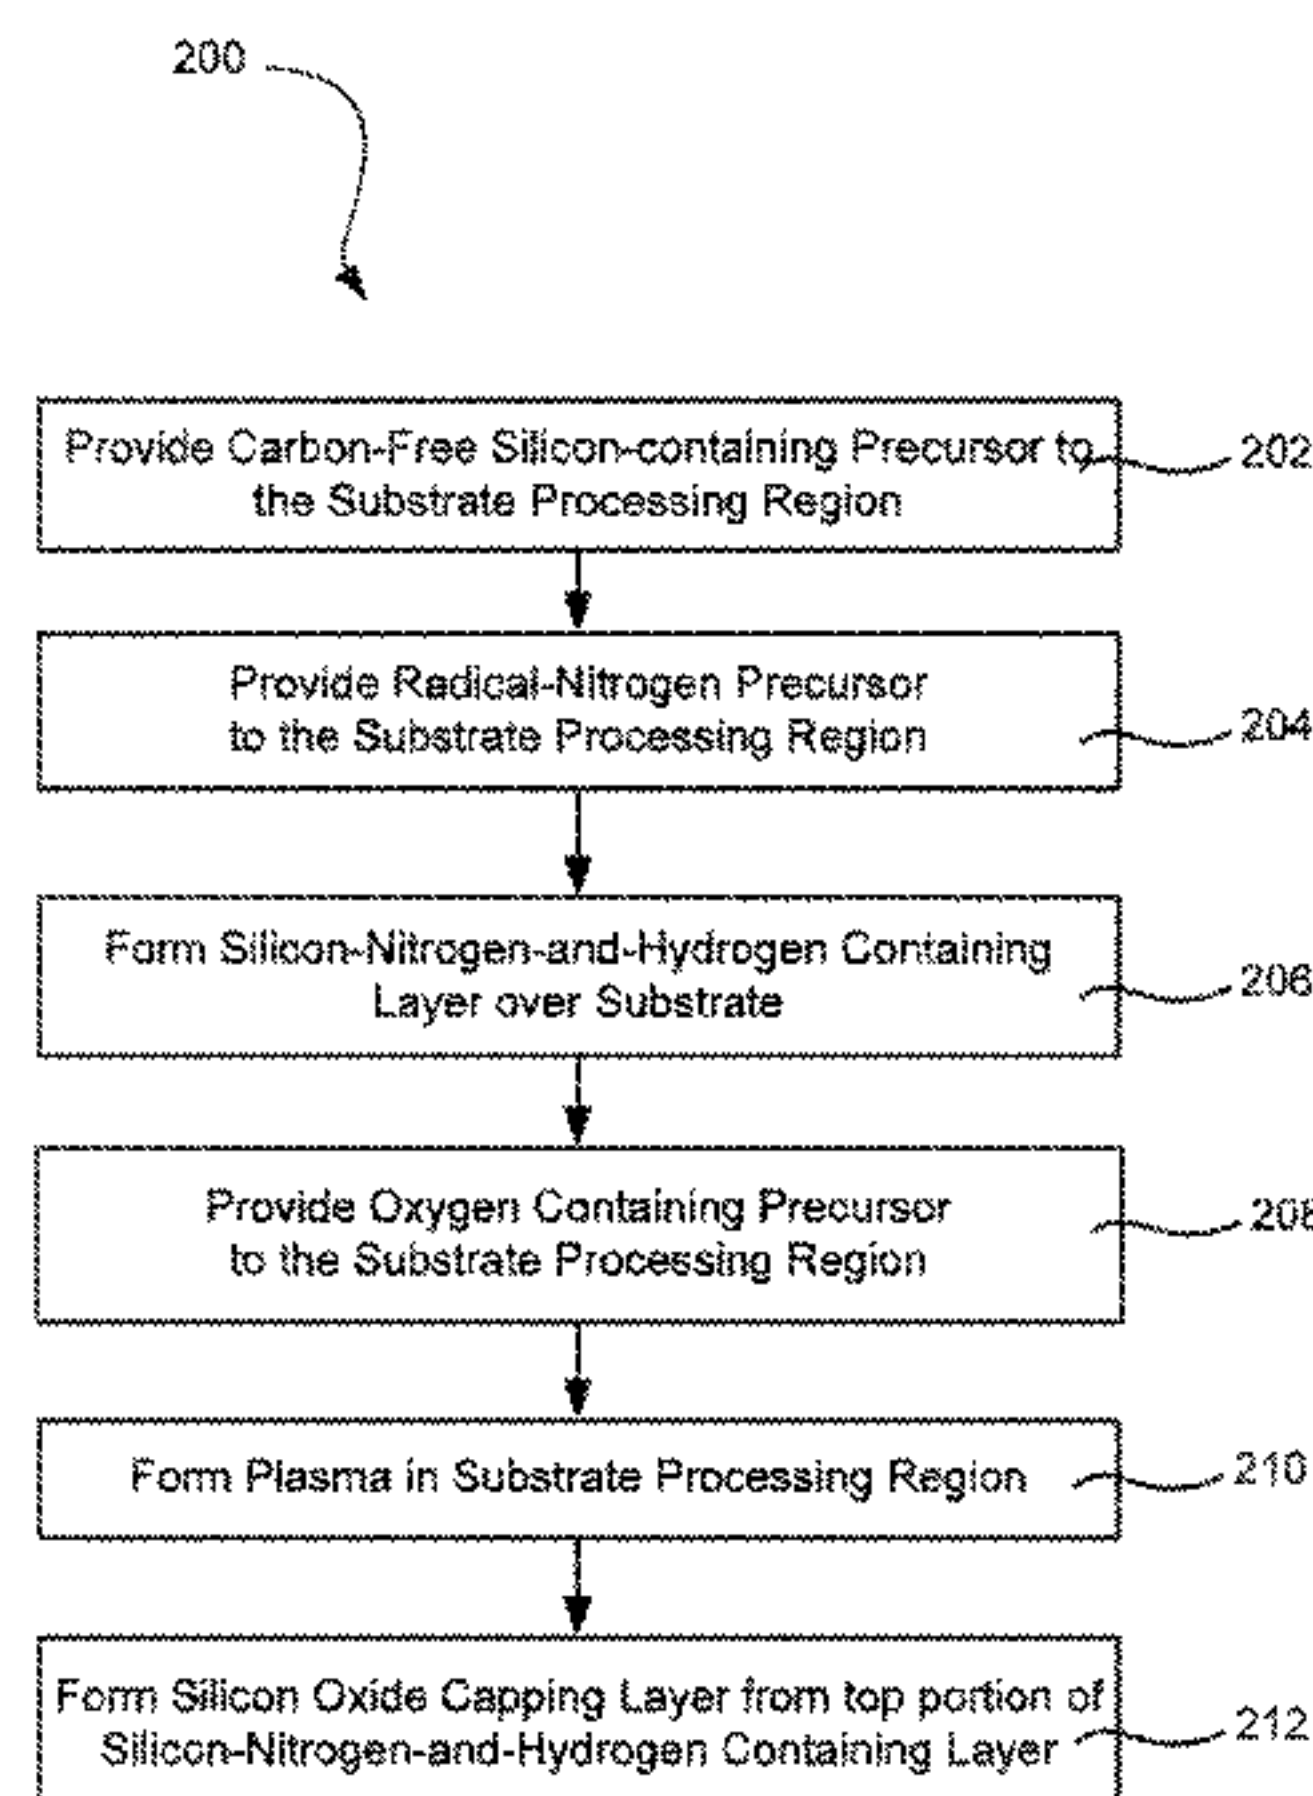 200
Provide Carbon-Free Silicon-containing Precursor to
the Substrate Processing Region
202
Provide Radical-Nitrogen Precursor
to the Substrate Processing Region
204
Form Silicon-Nitrogen-and-Hydrogen Containing
Layer over Substrate
206
Provide Oxygen Containing Precursor
to the Substrate Processing Region
208
Form Plasma in Substrate Processing Region
210
Form Silicon Oxide Capping Layer from top portion of
Silicon-Nitrogen-and-Hydrogen Containing Layer
212